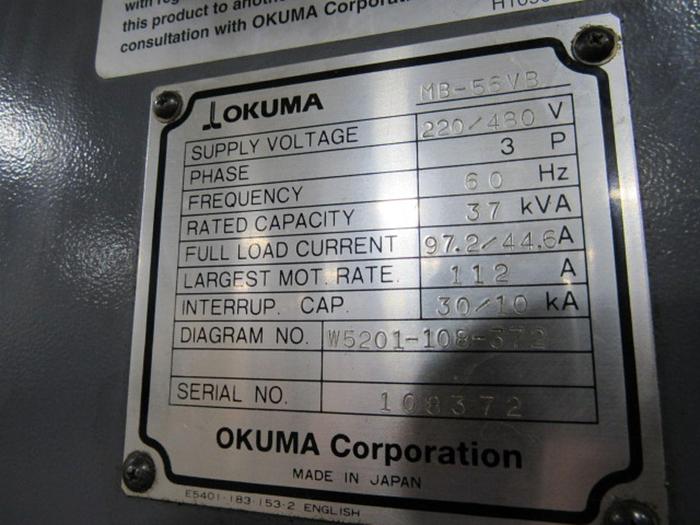 with reg
this product to anothe
consultation with OKUMA Corporat
OKUMA MB-56VB
SUPPLY VOLTAGE 220/480 V
PHASE 3 P
FREQUENCY 60 Hz
RATED CAPACITY 37 kVA
FULL LOAD CURRENT 97.2/44.6A
LARGEST MOT. RATE. 112 A
INTERRUP. CAP. 30/10 kA
DIAGRAM NO. W5201-108-372
SERIAL NO. 108372
OKUMA Corporation
MADE IN JAPAN
E5401-183-153-2 ENGLISH